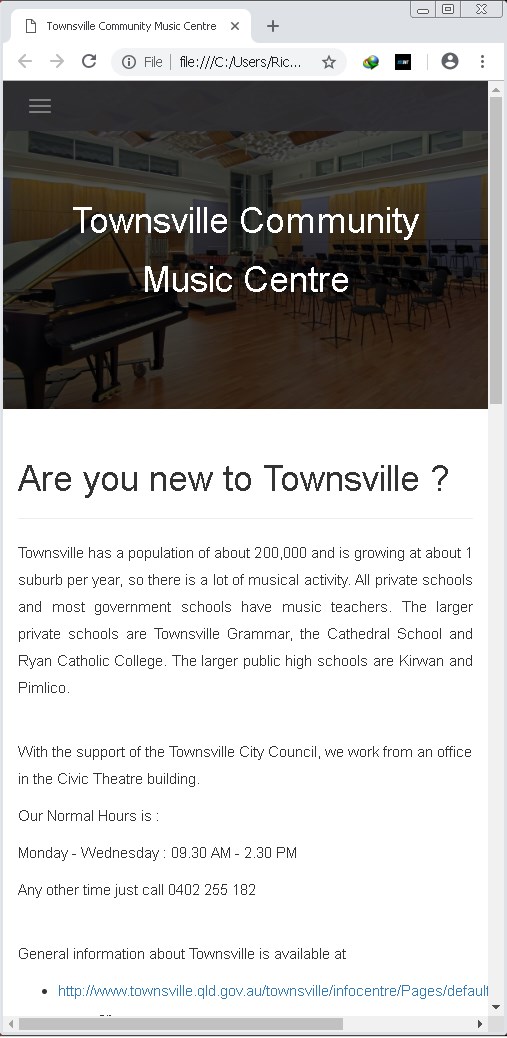 Townsville Community Music Centre
File
file:///C:/Users/Ric...
Townsville Community
Music Centre
Are you new to Townsville ?
Townsville has a population of about 200,000 and is growing at about 1
suburb per year, so there is a lot of musical activity. All private schools
and most government schools have music teachers. The larger
private schools are Townsville Grammar, the Cathedral School and
Ryan Catholic College. The larger public high schools are Kirwan and
Pimlico.
With the support of the Townsville City Council, we work from an office
in the Civic Theatre building.
Our Normal Hours is :
Monday - Wednesday : 09.30 AM - 2.30 PM
Any other time just call 0402 255 182
General information about Townsville is available at
http://www.townsville.qld.gov.au/townsville/infocentre/Pages/default